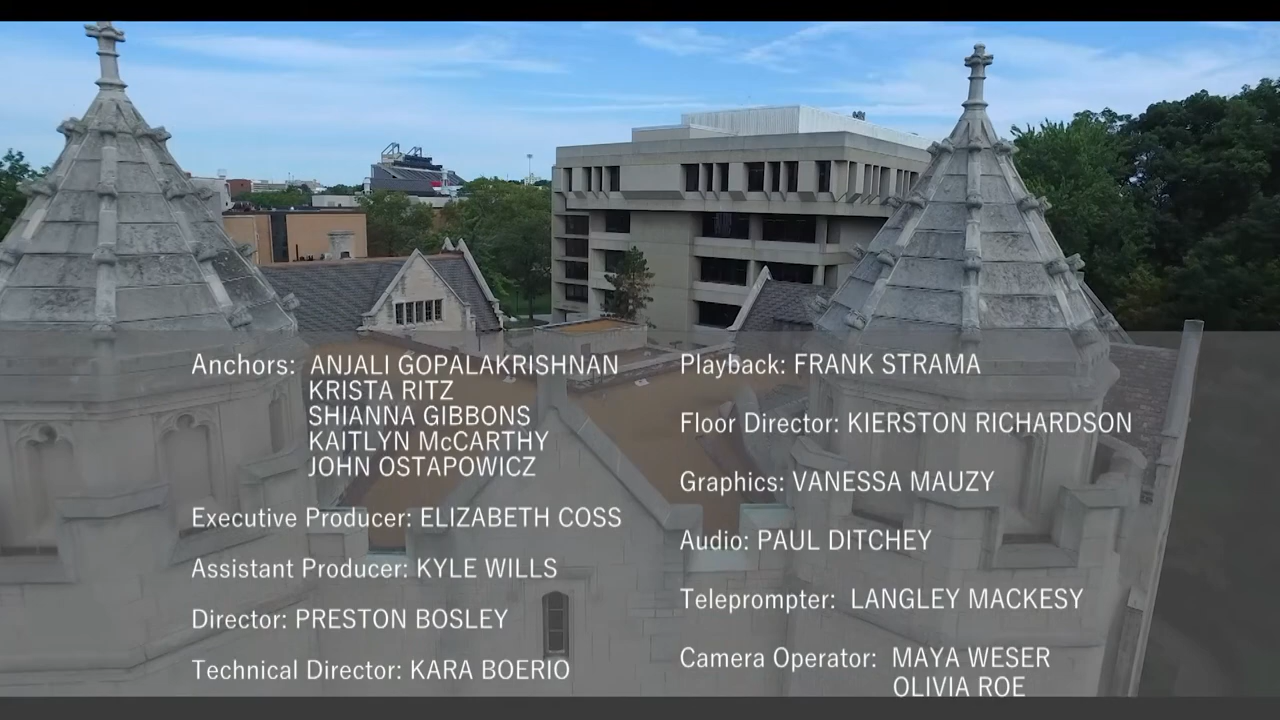 Anchors: ANJALI GOPALAKRISHNAN
KRISTA RITZ
SHIANNA GIBBONS
KAITLYN McCARTHY
JOHN OSTAPOWICZ
Executive Producer: ELIZABETH COSS
Assistant Producer: KYLE WILLS
Director: PRESTON BOSLEY
Technical Director: KARA BOERIO
Playback: FRANK STRAMA
Floor Director: KIERSTON RICHARDSON
Graphics: VANESSA MAUZY
Audio: PAUL DITCHEY
Teleprompter: LANGLEY MACKESY
Camera Operator: MAYA WESER
OLIVIA ROE